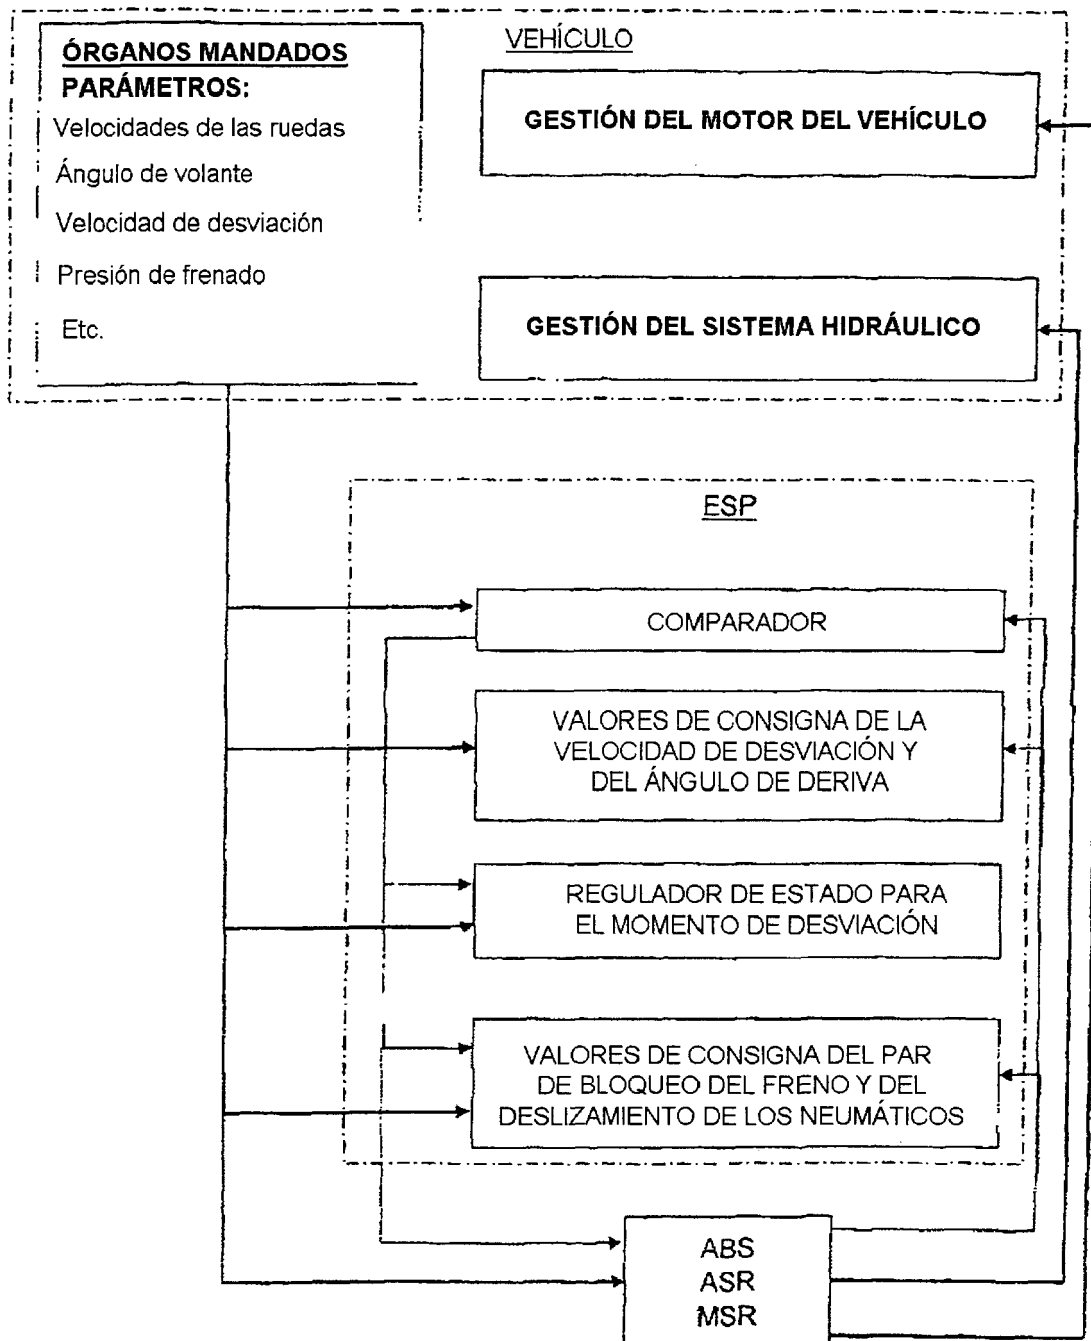 ÓRGANOS MANDADOS
PARÁMETROS:
Velocidades de las ruedas
Ángulo de volante
Velocidad de desviación
Presión de frenado
Etc.
VEHÍCULO
GESTIÓN DEL MOTOR DEL VEHÍCULO
GESTIÓN DEL SISTEMA HIDRÁULICO
ESP
COMPARADOR
VALORES DE CONSIGNA DE LA
VELOCIDAD DE DESVIACIÓN Y
DEL ÁNGULO DE DERIVA
REGULADOR DE ESTADO PARA
EL MOMENTO DE DESVIACIÓN
VALORES DE CONSIGNA DEL PAR
DE BLOQUEO DEL FRENO Y DEL
DESLIZAMIENTO DE LOS NEUMÁTICOS
ABS
ASR
MSR